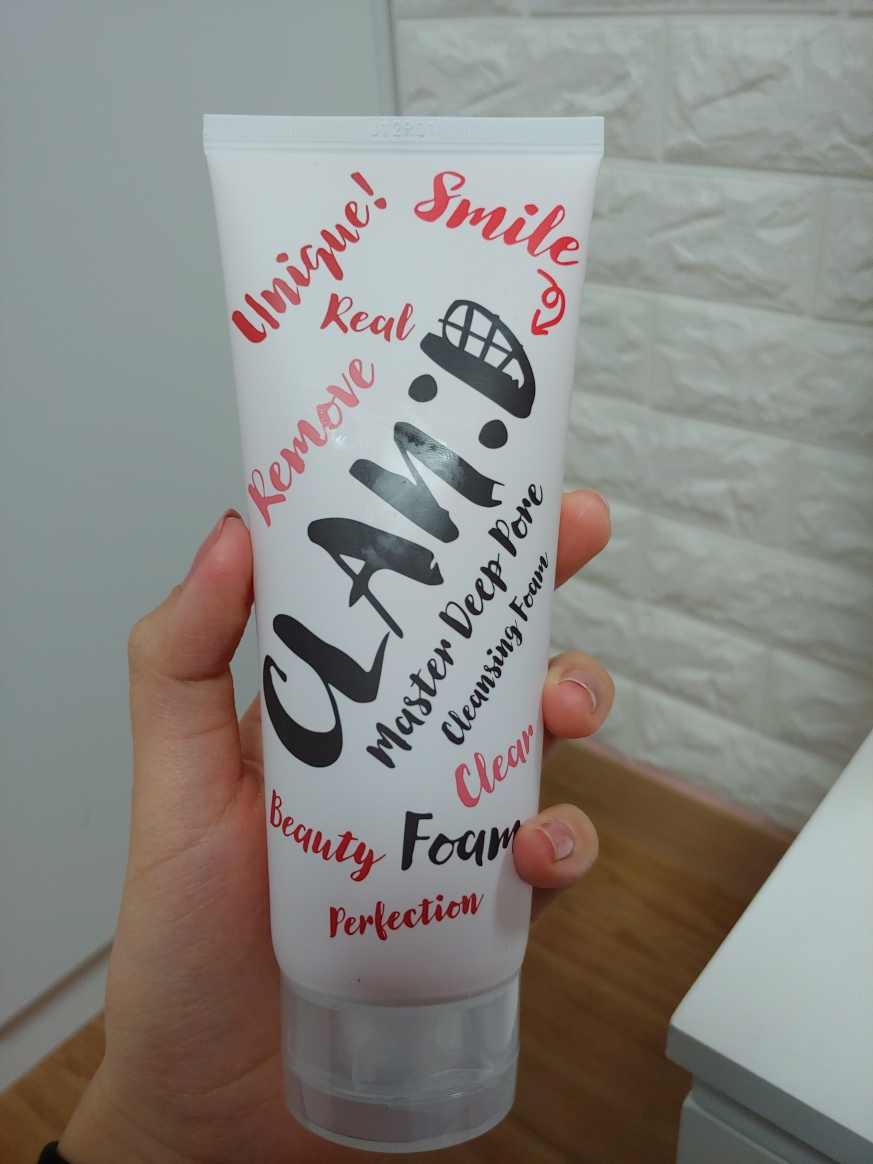 Unique!
Smile
Real
Remove
CLAN:D
Master Deep Pore
Cleansing Foam
Clear
Beauty
Foam
Perfection